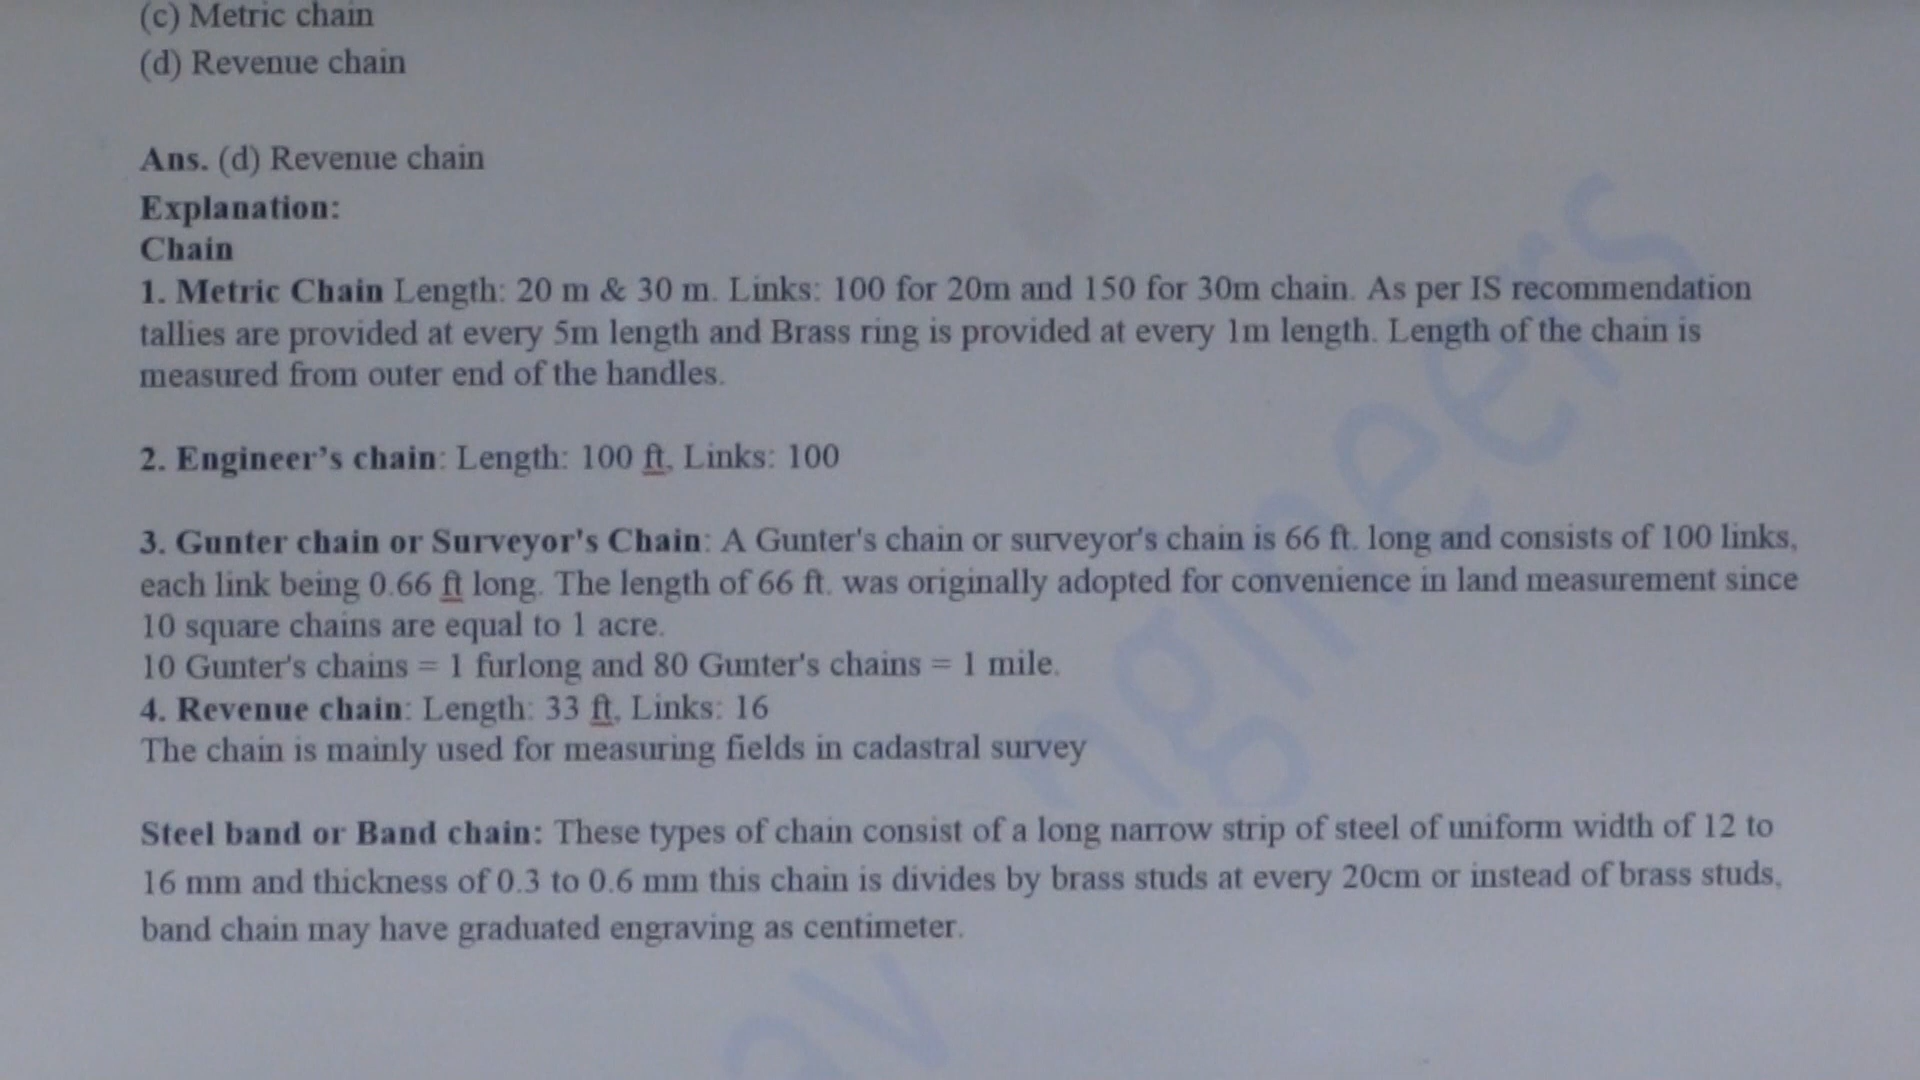 (c) Metric chain
(d) Revenue chain
Ans. (d) Revenue chain
Explanation:
Chain
1. Metric Chain Length: 20 m & 30 m. Links: 100 for 20m and 150 for 30m chain. As per IS recommendation
tallies are provided at every 5m length and Brass ring is provided at every 1m length. Length of the chain is
measured from outer end of the handles.
2. Engineer's chain: Length: 100 ft, Links: 100
3. Gunter chain or Surveyor's Chain: A Gunter's chain or surveyor's chain is 66 ft. long and consists of 100 links,
each link being 0.66 ft long. The length of 66 ft. was originally adopted for convenience in land measurement since
10 square chains are equal to 1 acre.
10 Gunter's chains = 1 furlong and 80 Gunter's chains = 1 mile.
4. Revenue chain: Length: 33 ft, Links: 16
The chain is mainly used for measuring fields in cadastral survey
Steel band or Band chain: These types of chain consist of a long narrow strip of steel of uniform width of 12 to
16 mm and thickness of 0.3 to 0.6 mm this chain is divides by brass studs at every 20cm or instead of brass studs,
band chain may have graduated engraving as centimeter.